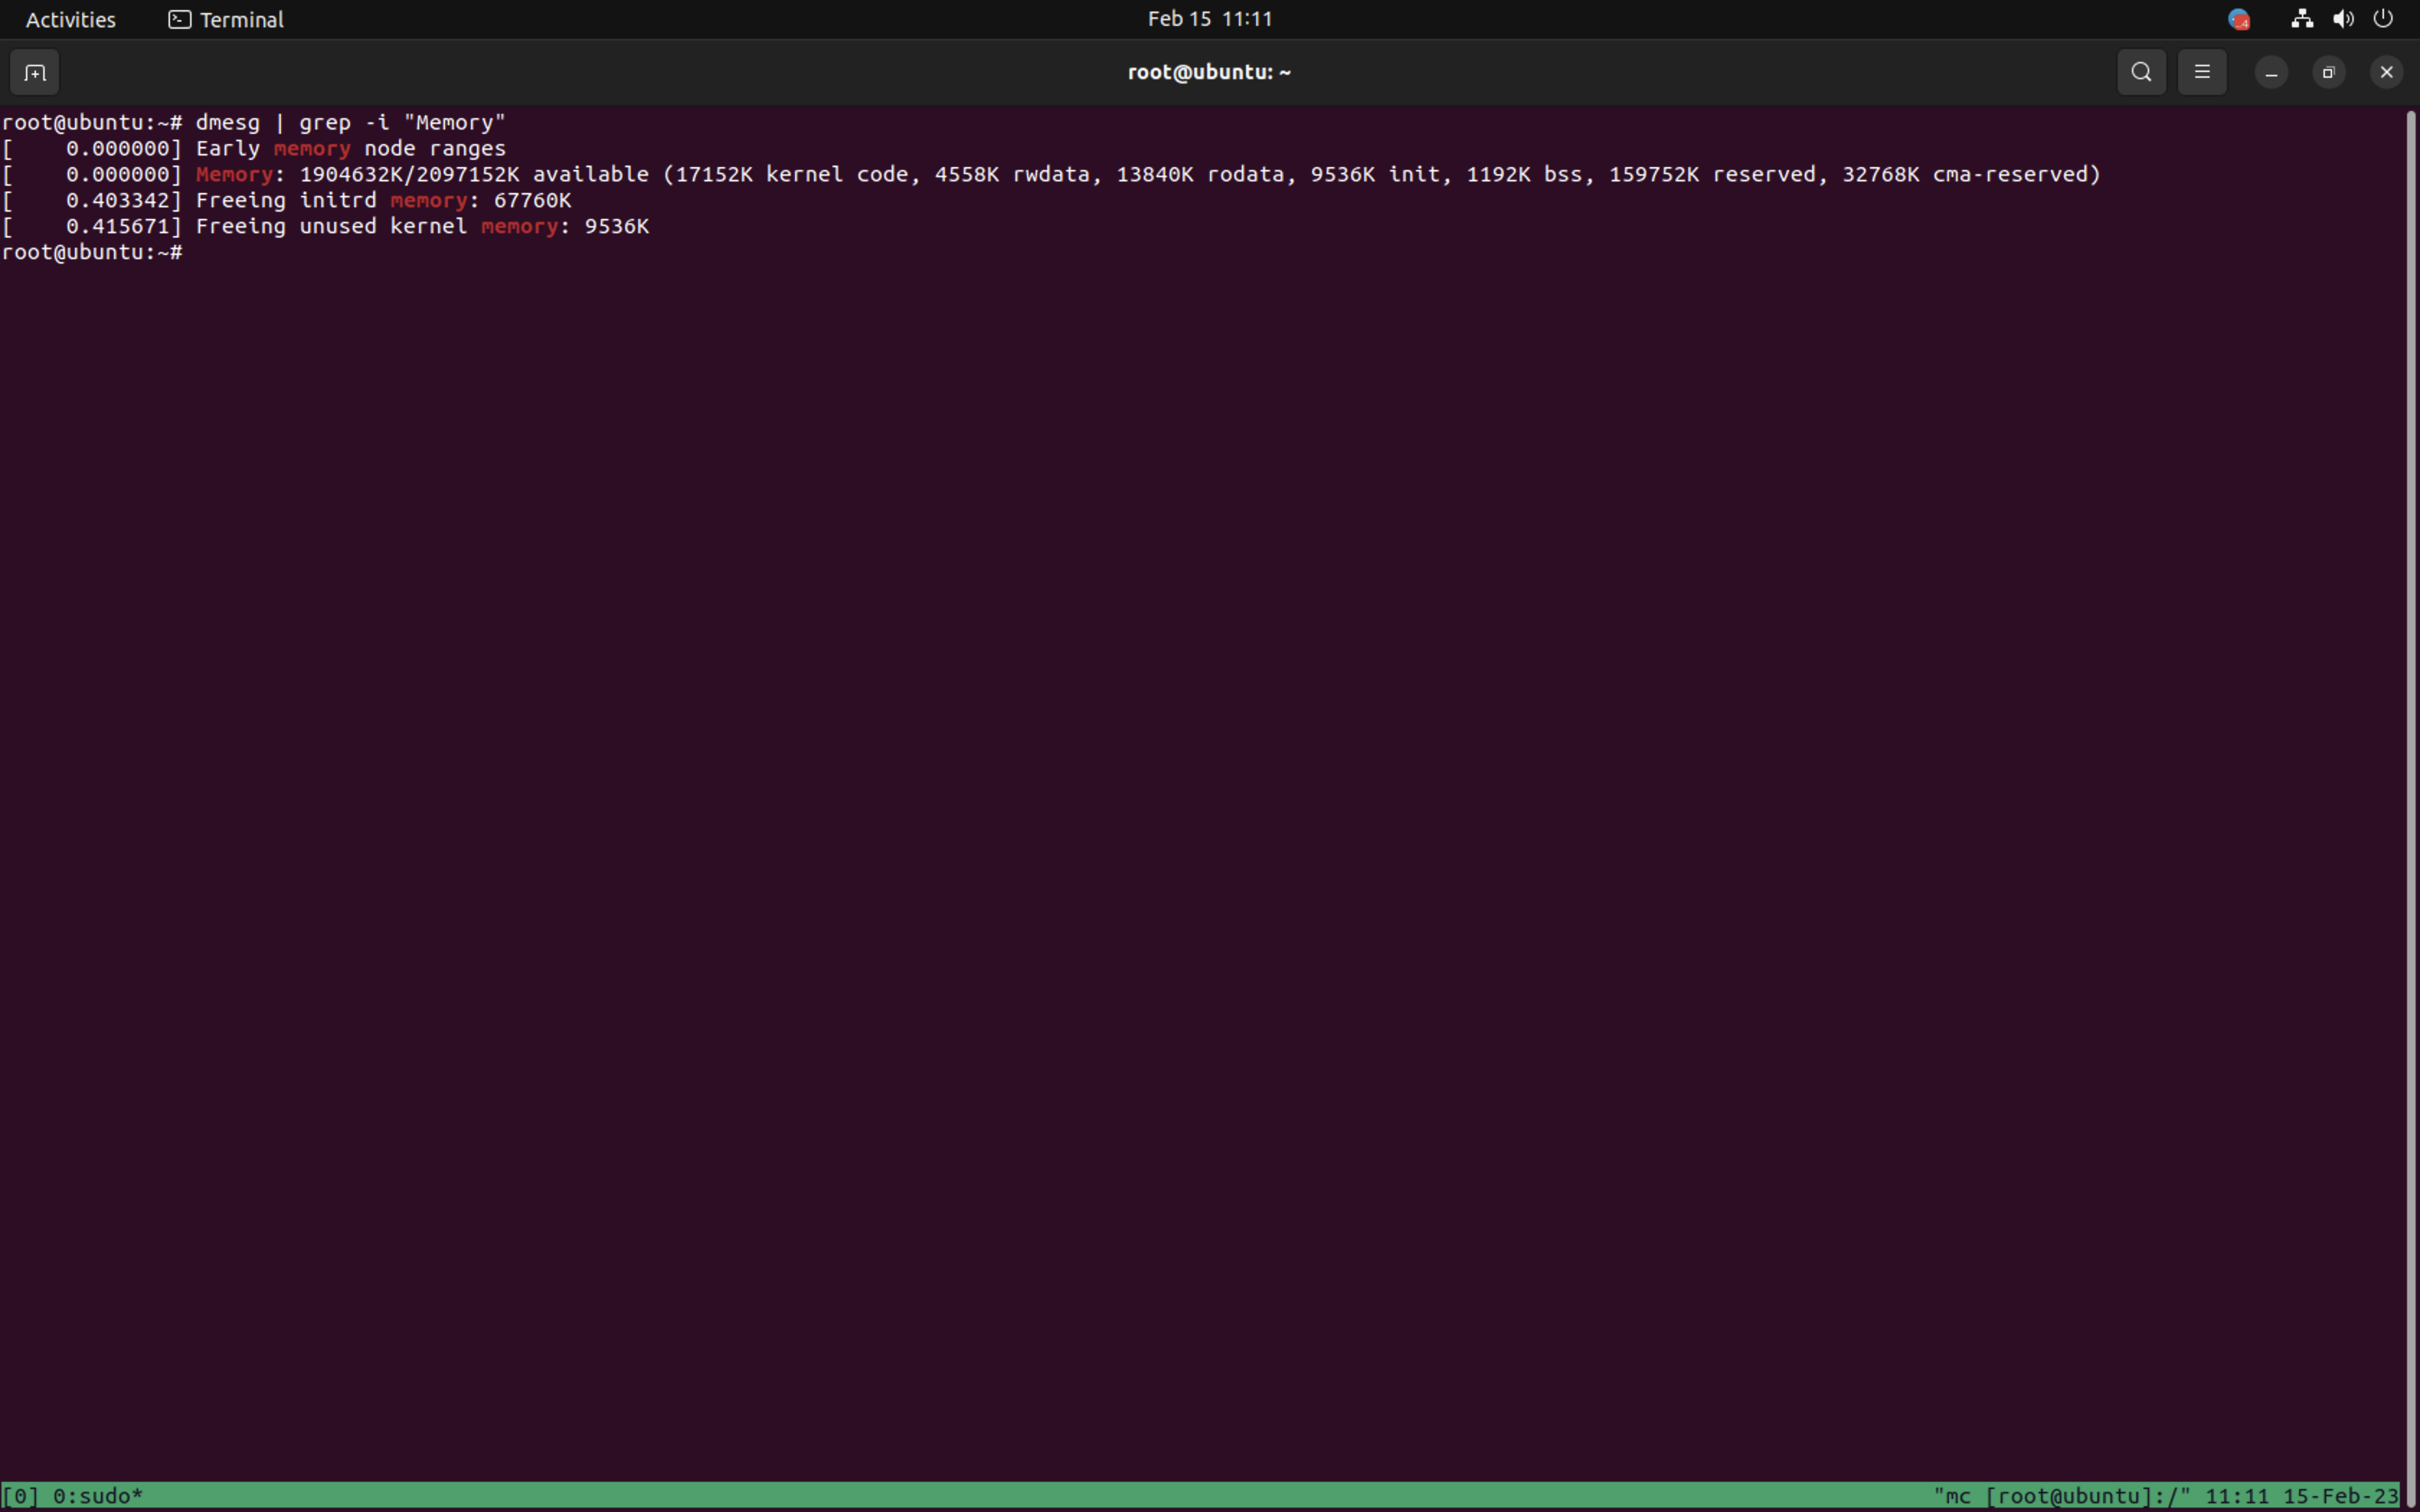 Activities Terminal Feb 15 11:11
root@ubuntu: ~
root@ubuntu:~# dmesg | grep -i "Memory"
[    0.000000] Early memory node ranges
[    0.000000] Memory: 1904632K/2097152K available (17152K kernel code, 4558K rwdata, 13840K rodata, 9536K init, 1192K bss, 159752K reserved, 32768K cma-reserved)
[    0.403342] Freeing initrd memory: 67760K
[    0.415671] Freeing unused kernel memory: 9536K
root@ubuntu:~#
[0] 0:sudo* "mc [root@ubuntu]:/" 11:11 15-Feb-23